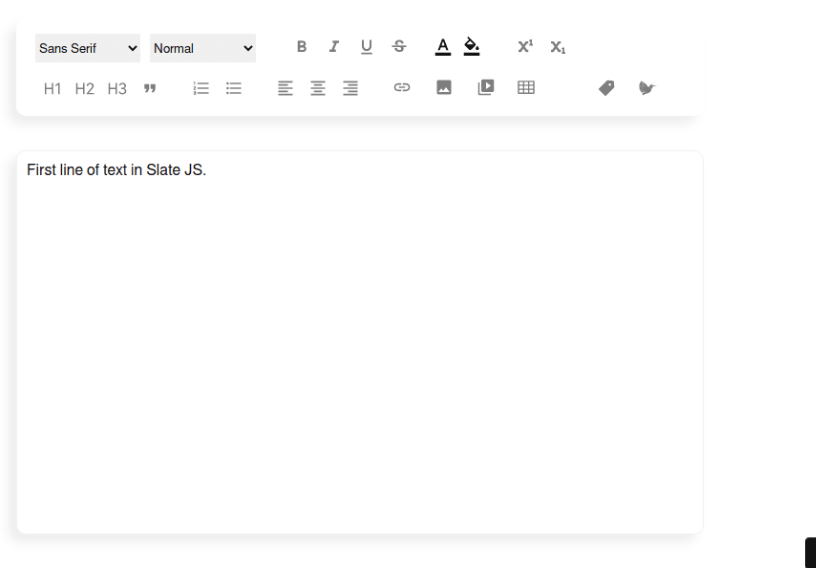 Sans Serif Normal B I U S A X¹ X₁
H1 H2 H3
First line of text in Slate JS.